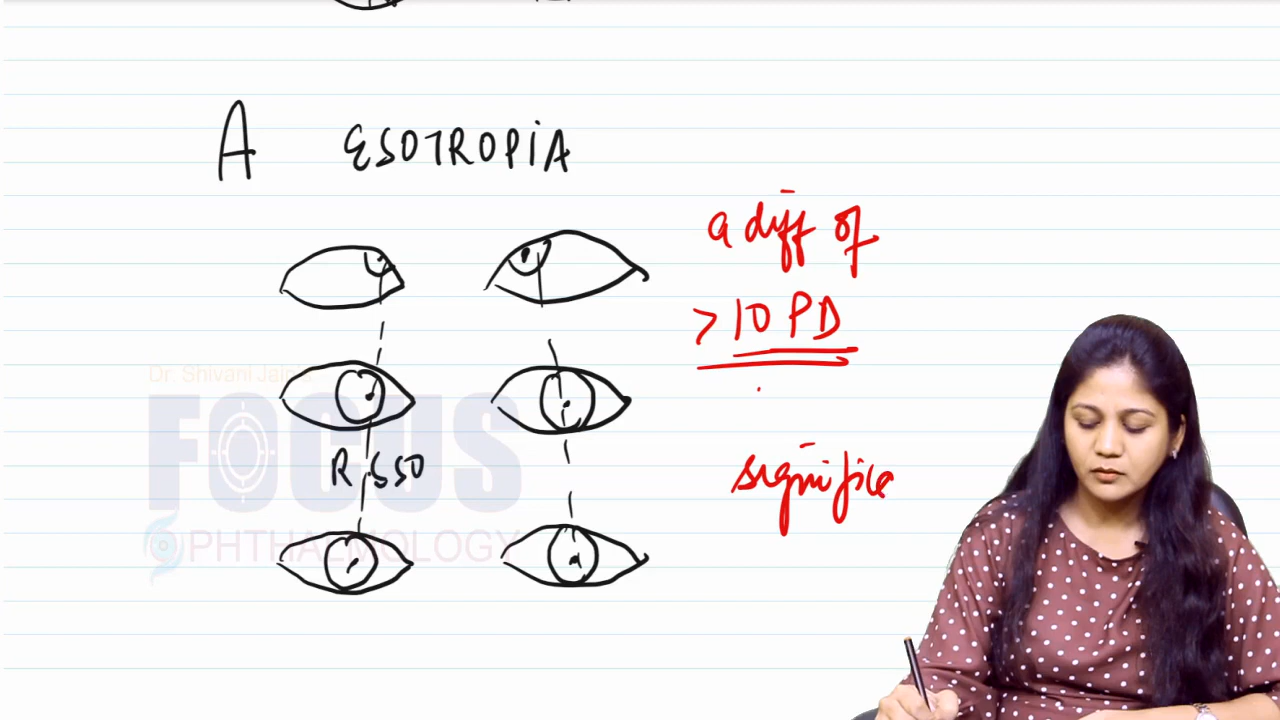 A ESOTROPIA
a diff of
> 10 PD
Dr. Shivani Jain's
FOCUS
R SSO
significa
OPHTHALMOLOGY